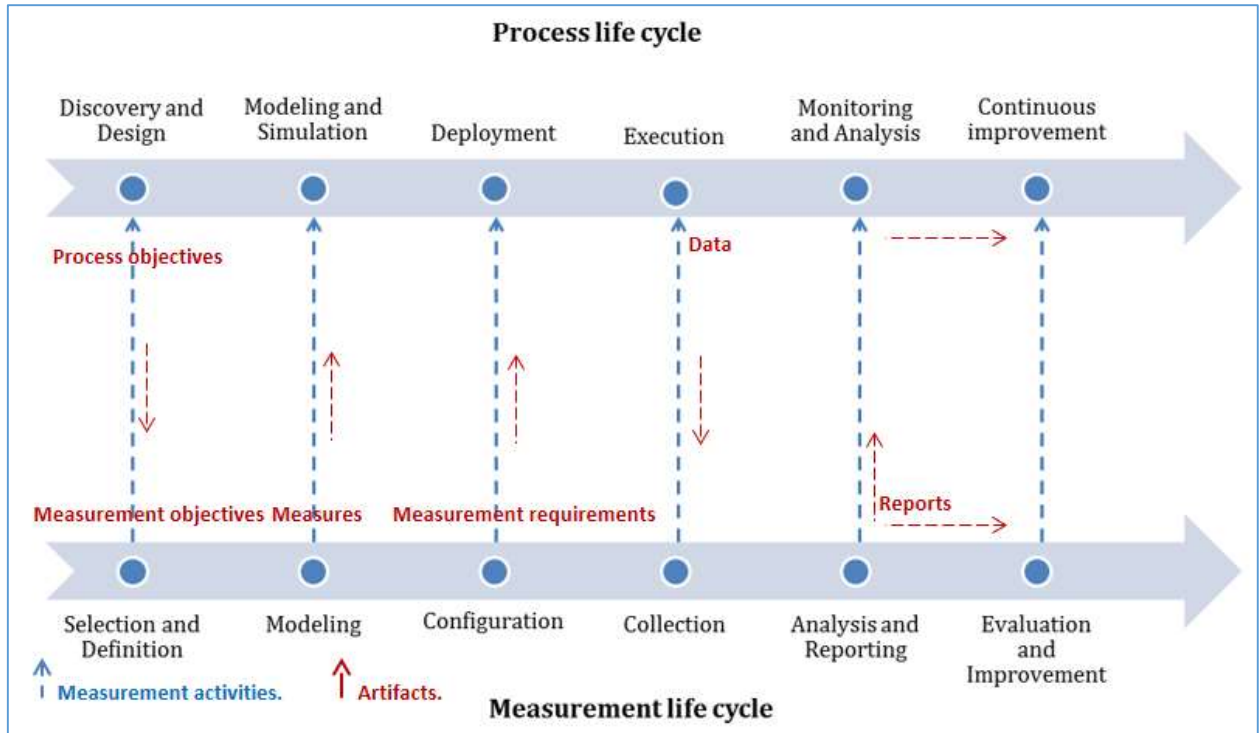 Process life cycle
Discovery and
Design
Modeling and
Simulation
Deployment
Execution
Monitoring
and Analysis
Continuous
improvement
Process objectives
Data
Measurement objectives
Measures
Measurement requirements
Reports
Selection and
Definition
Modeling
Configuration
Collection
Analysis and
Reporting
Evaluation
and
Improvement
Measurement activities.
Artifacts.
Measurement life cycle